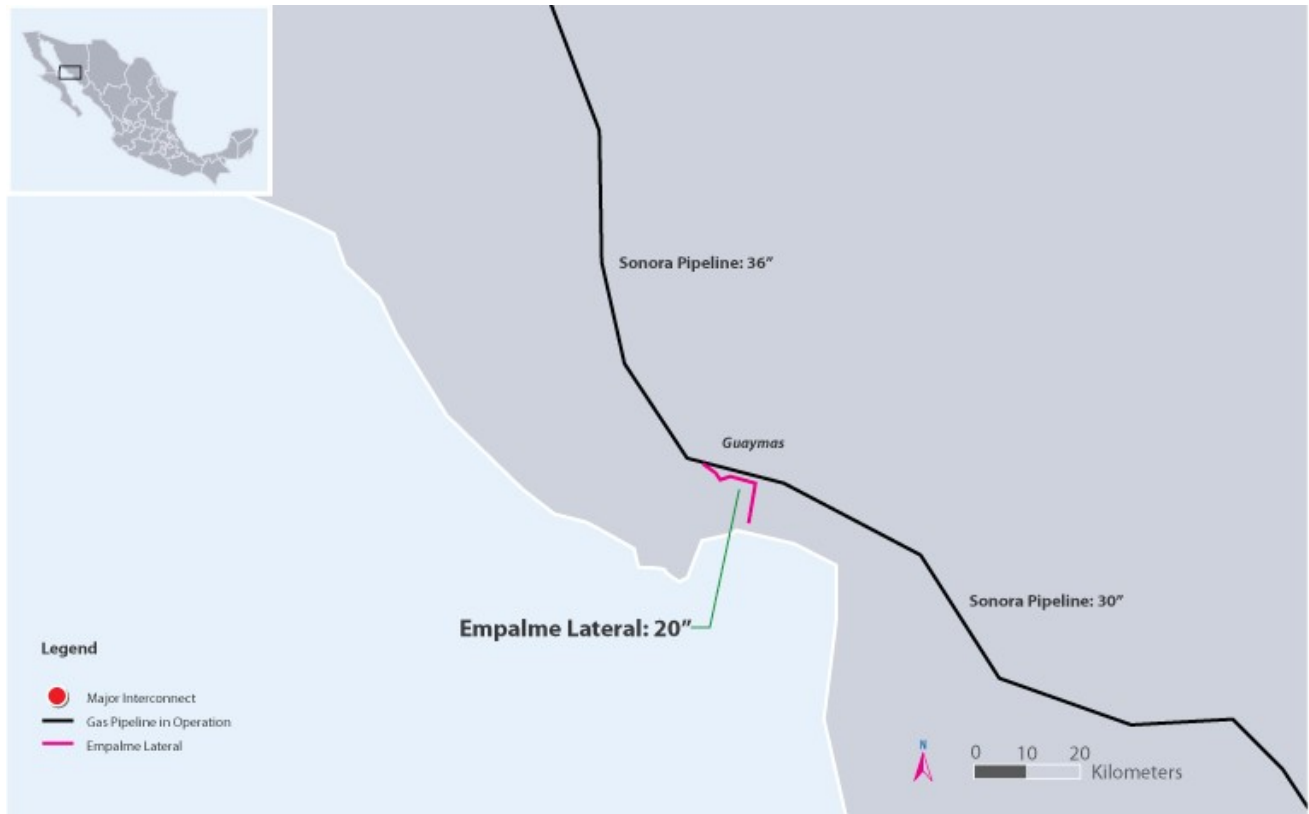 Sonora Pipeline: 36”
Guaymas
Sonora Pipeline: 30”
Empalme Lateral: 20”
Legend
Major Interconnect
Gas Pipeline in Operation
Empalme Lateral
N
0 10 20
Kilometers